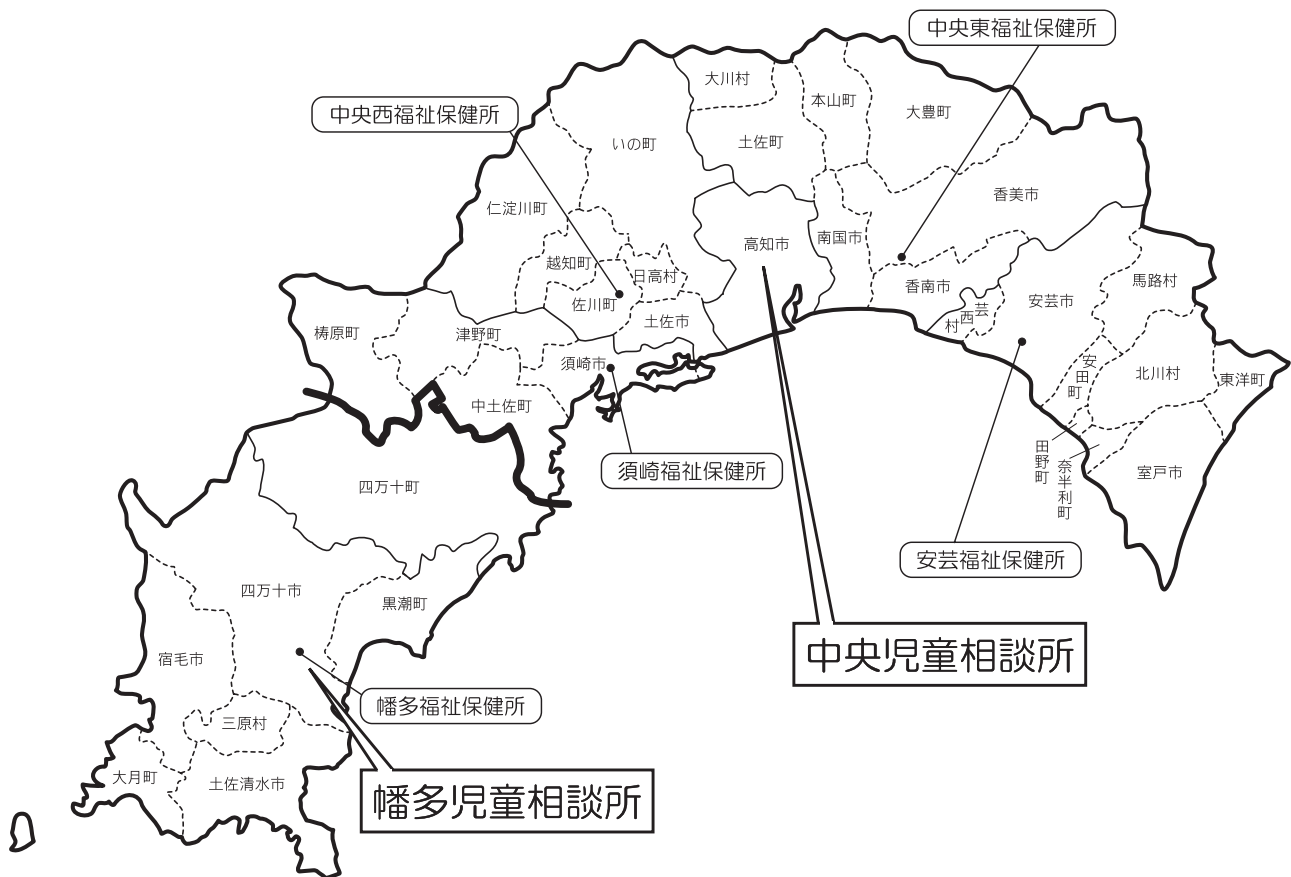 中央東福祉保健所
大川村
本山町
中央西福祉保健所
大豊町
いの町
土佐町
香美市
仁淀川町
高知市
南国市
越知町
日高村
馬路村
香南市
佐川町
安芸市
芸西村
土佐市
梼原町
津野町
須崎市
安田町
北川村
東洋町
中土佐町
田野町
奈半利町
須崎福祉保健所
室戸市
四万十町
安芸福祉保健所
四万十市
黒潮町
中央児童相談所
宿毛市
幡多福祉保健所
三原村
大月町
土佐清水市
幡多児童相談所